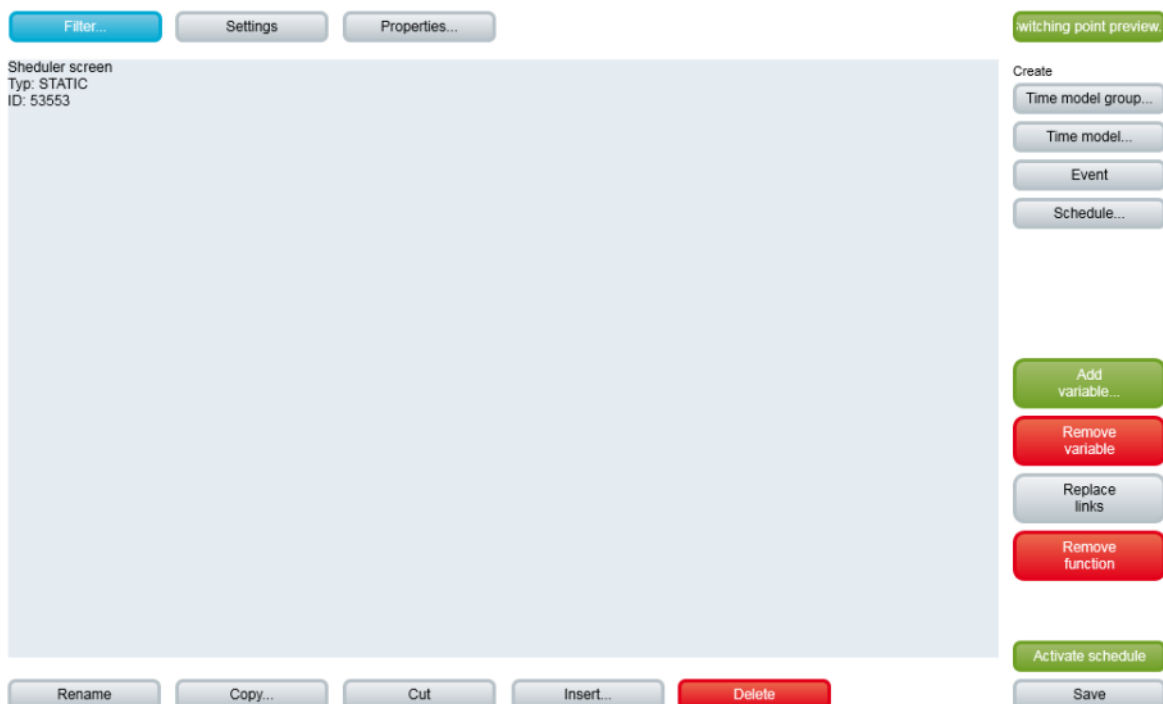 Filter...
Settings
Properties...
witching point preview.
Sheduler screen
Typ: STATIC
ID: 53553
Create
Time model group...
Time model...
Event
Schedule...
Add
variable...
Remove
variable
Replace
links
Remove
function
Activate schedule
Rename
Copy...
Cut
Insert...
Delete
Save